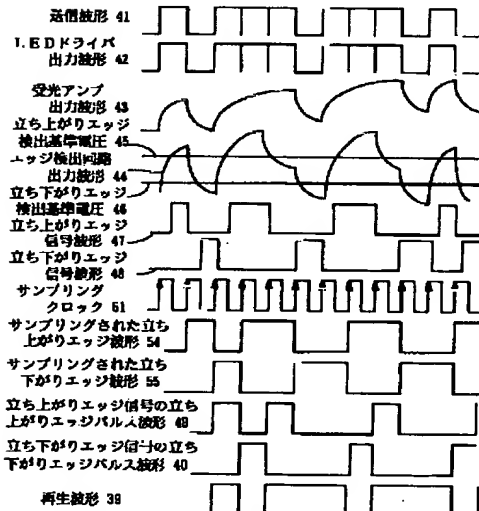 送信波形 41
LEDドライバ
出力波形 42
受光アンプ
出力波形 43
立ち上がりエッジ
検出基準電圧 45
エッジ検出回路
出力波形 44
立ち下がりエッジ
検出基準電圧 46
立ち上がりエッジ
信号波形 47
立ち下がりエッジ
信号波形 48
サンプリング
クロック 51
サンプリングされた立ち
上がりエッジ波形 54
サンプリングされた立ち
下がりエッジ波形 55
立ち上がりエッジ信号の立ち
上がりエッジパルス波形 49
立ち下がりエッジ信号の立ち
下がりエッジパルス波形 40
再生波形 39